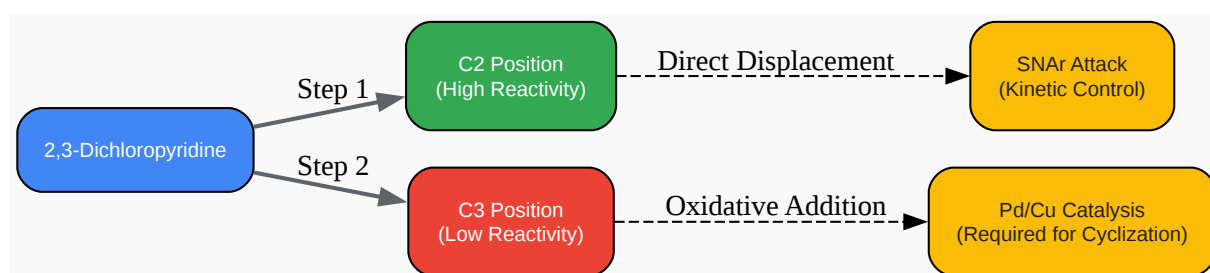 2,3-Dichloropyridine
Step 1
C2 Position
(High Reactivity)
Direct Displacement
SNAr Attack
(Kinetic Control)
Step 2
C3 Position
(Low Reactivity)
Oxidative Addition
Pd/Cu Catalysis
(Required for Cyclization)